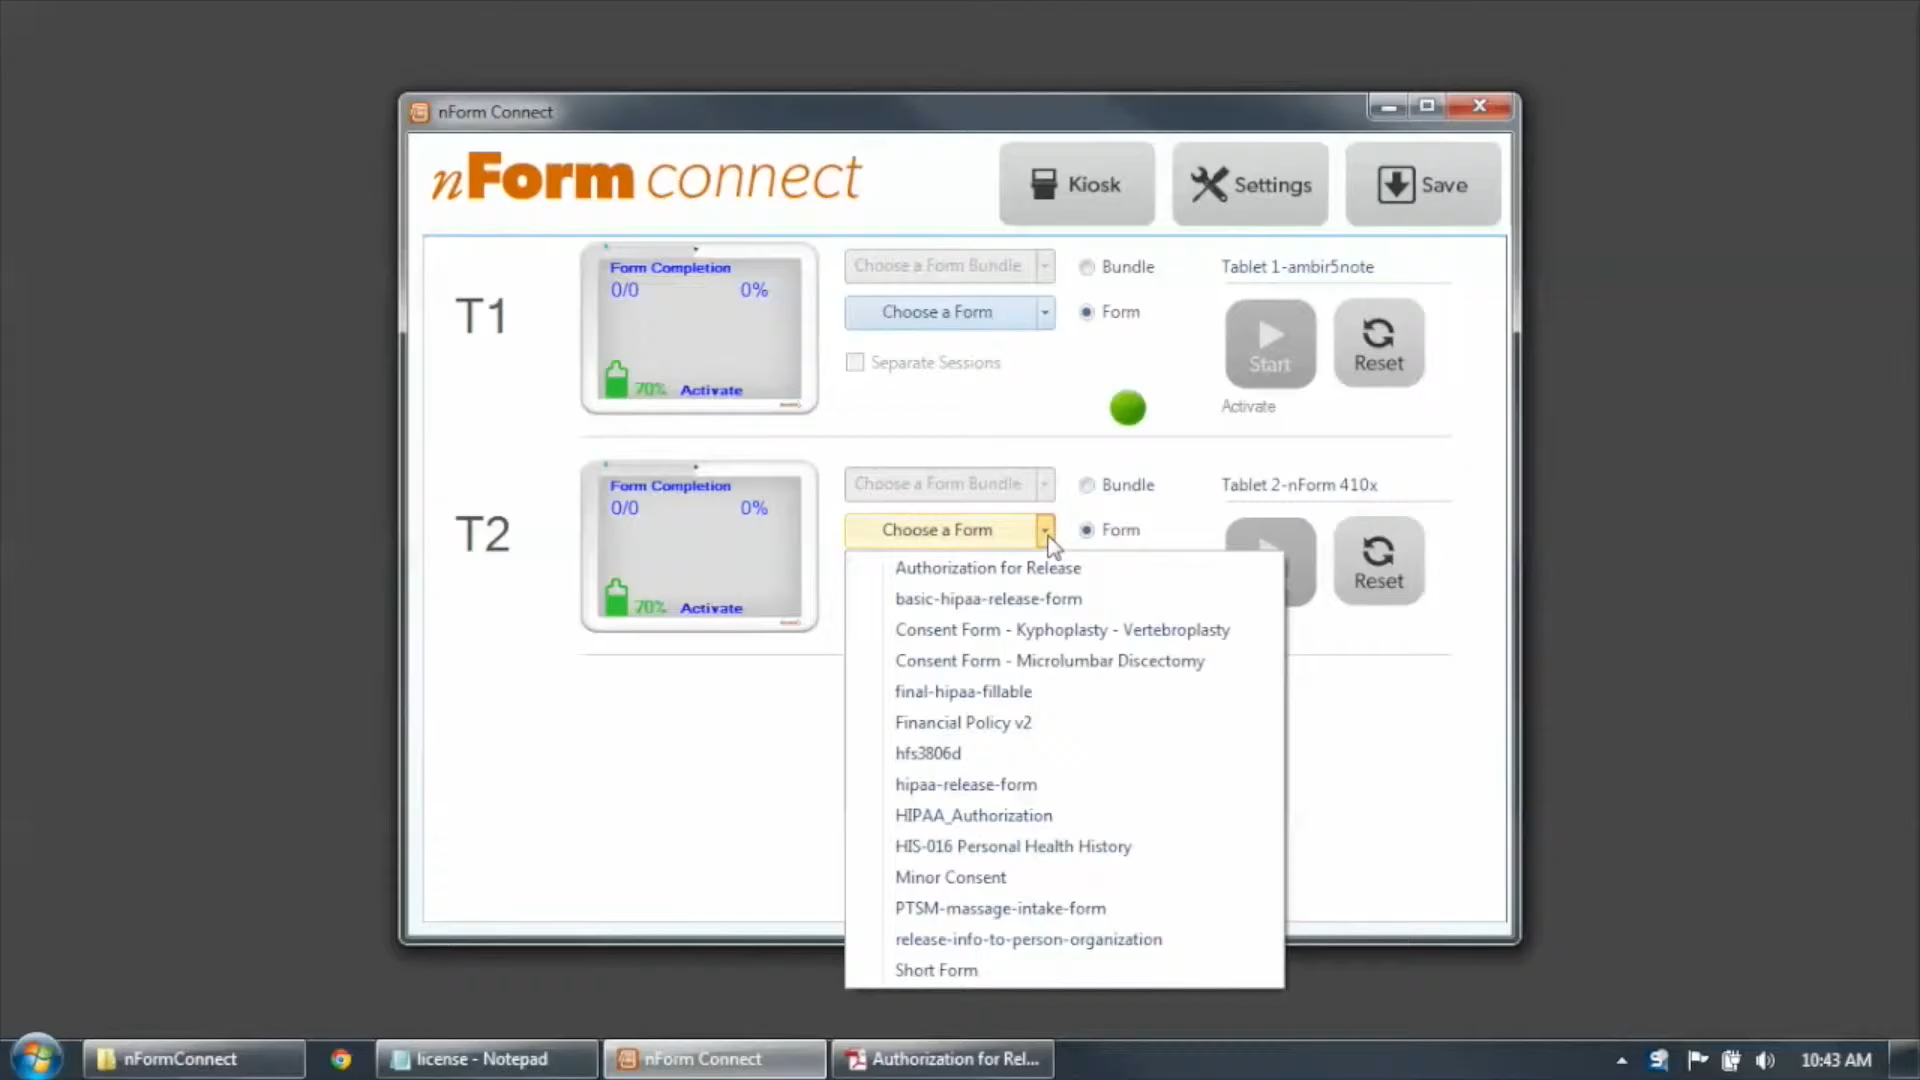 nForm Connect
nForm connect
Kiosk
Settings
Save
T1
Form Completion
0/0 0%
70% Activate
Choose a Form Bundle
Bundle
Choose a Form
Form
Separate Sessions
Tablet 1-ambir5note
Start
Reset
Activate
T2
Form Completion
0/0 0%
70% Activate
Choose a Form Bundle
Bundle
Choose a Form
Form
Tablet 2-nForm 410x
Reset
Authorization for Release
basic-hipaa-release-form
Consent Form - Kyphoplasty - Vertebroplasty
Consent Form - Microlumbar Discectomy
final-hipaa-fillable
Financial Policy v2
hfs3806d
hipaa-release-form
HIPAA_Authorization
HIS-016 Personal Health History
Minor Consent
PTSM-massage-intake-form
release-info-to-person-organization
Short Form
nFormConnect
license - Notepad
nForm Connect
Authorization for Rel...
10:43 AM